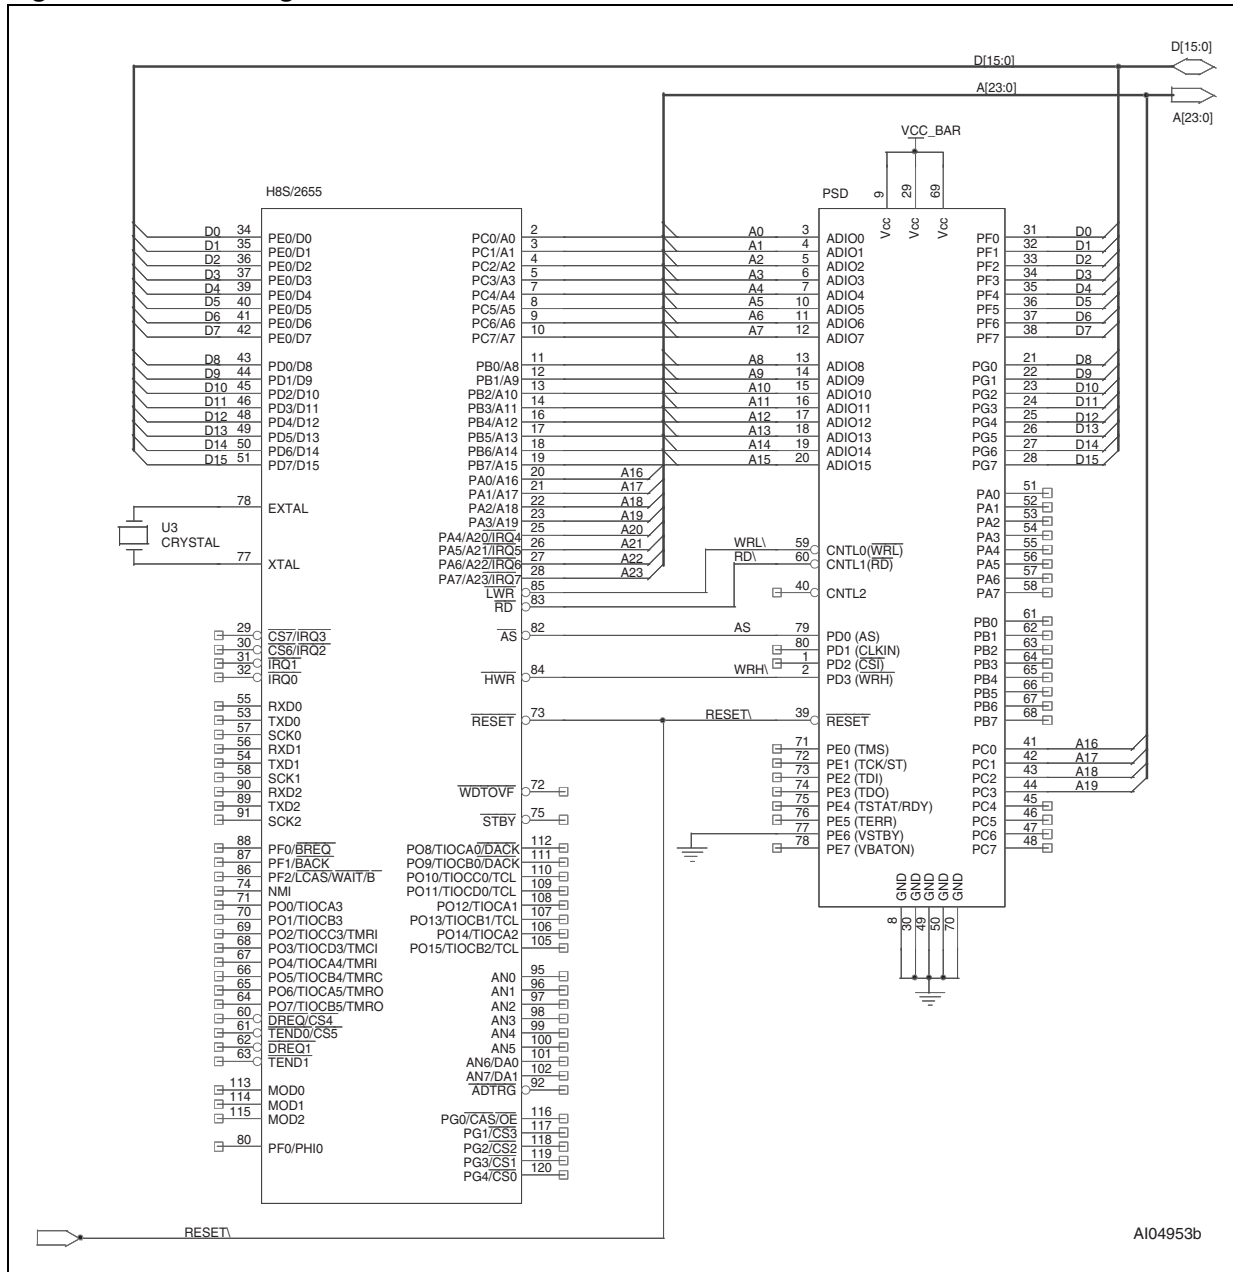 D[15:0]
D[15:0]
A[23:0]
A[23:0]
VCC_BAR
H8S/2655
PSD
9 29 69
Vcc Vcc Vcc
D0 34 PE0/D0 PC0/A0 2 A0 3 ADIO0 PF0 31 D0
D1 35 PE0/D1 PC1/A1 3 A1 4 ADIO1 PF1 32 D1
D2 36 PE0/D2 PC2/A2 4 A2 5 ADIO2 PF2 33 D2
D3 37 PE0/D3 PC3/A3 5 A3 6 ADIO3 PF3 34 D3
D4 39 PE0/D4 PC4/A4 7 A4 7 ADIO4 PF4 35 D4
D5 40 PE0/D5 PC5/A5 8 A5 10 ADIO5 PF5 36 D5
D6 41 PE0/D6 PC6/A6 9 A6 11 ADIO6 PF6 37 D6
D7 42 PE0/D7 PC7/A7 10 A7 12 ADIO7 PF7 38 D7
D8 43 PD0/D8 PB0/A8 11 A8 13 ADIO8 PG0 21 D8
D9 44 PD1/D9 PB1/A9 12 A9 14 ADIO9 PG1 22 D9
D10 45 PD2/D10 PB2/A10 13 A10 15 ADIO10 PG2 23 D10
D11 46 PD3/D11 PB3/A11 14 A11 16 ADIO11 PG3 24 D11
D12 48 PD4/D12 PB4/A12 16 A12 17 ADIO12 PG4 25 D12
D13 49 PD5/D13 PB5/A13 17 A13 18 ADIO13 PG5 26 D13
D14 50 PD6/D14 PB6/A14 18 A14 19 ADIO14 PG6 27 D14
D15 51 PD7/D15 PB7/A15 19 A15 20 ADIO15 PG7 28 D15
PA0/A16 20 A16
PA1/A17 21 A17 PA0 51
78 EXTAL PA2/A18 22 A18 PA1 52
PA3/A19 23 A19 PA2 53
U3 PA4/A20/IRQ4 25 A20 PA3 54
CRYSTAL PA5/A21/IRQ5 26 A21 WRL\ 59 CNTL0(WRL) PA4 55
77 XTAL PA6/A22/IRQ6 27 A22 RD\ 60 CNTL1(RD) PA5 56
PA7/A23/IRQ7 28 A23 PA6 57
LWR 85 40 CNTL2 PA7 58
RD 83
PB0 61
29 CS7/IRQ3 AS 82 AS 79 PD0 (AS) PB1 62
30 CS6/IRQ2 80 PD1 (CLKIN) PB2 63
31 IRQ1 1 PD2 (CSI) PB3 64
32 IRQ0 HWR 84 WRH\ 2 PD3 (WRH) PB4 65
PB5 66
55 RXD0 PB6 67
53 TXD0 RESET 73 RESET\ 39 RESET PB7 68
57 SCK0
56 RXD1 71 PE0 (TMS) PC0 41 A16
54 TXD1 72 PE1 (TCK/ST) PC1 42 A17
58 SCK1 73 PE2 (TDI) PC2 43 A18
90 RXD2 WDTOVF 72 74 PE3 (TDO) PC3 44 A19
89 TXD2 75 PE4 (TSTAT/RDY) PC4 45
91 SCK2 STBY 75 76 PE5 (TERR) PC5 46
77 PE6 (VSTBY) PC6 47
88 PF0/BREQ PO8/TIOCA0/DACK 112 78 PE7 (VBATON) PC7 48
87 PF1/BACK PO9/TIOCB0/DACK 111
86 PF2/LCAS/WAIT/B PO10/TIOCC0/TCL 110
74 NMI PO11/TIOCD0/TCL 109
71 PO0/TIOCA3 PO12/TIOCA1 108
70 PO1/TIOCB3 PO13/TIOCB1/TCL 107
69 PO2/TIOCC3/TMRI PO14/TIOCA2 106
68 PO3/TIOCD3/TMCI PO15/TIOCB2/TCL 105
GND GND GND GND GND
8 30 49 50 70
67 PO4/TIOCA4/TMRI
66 PO5/TIOCB4/TMRC AN0 95
65 PO6/TIOCA5/TMRO AN1 96
64 PO7/TIOCB5/TMRO AN2 97
60 DREQ/CS4 AN3 98
61 TEND0/CS5 AN4 99
62 DREQ1 AN5 100
63 TEND1 AN6/DA0 101
AN7/DA1 102
113 MOD0 ADTRG 92
114 MOD1
115 MOD2 PG0/CAS/OE 116
PG1/CS3 117
80 PF0/PHI0 PG2/CS2 118
PG3/CS1 119
PG4/CS0 120
RESET\
AI04953b